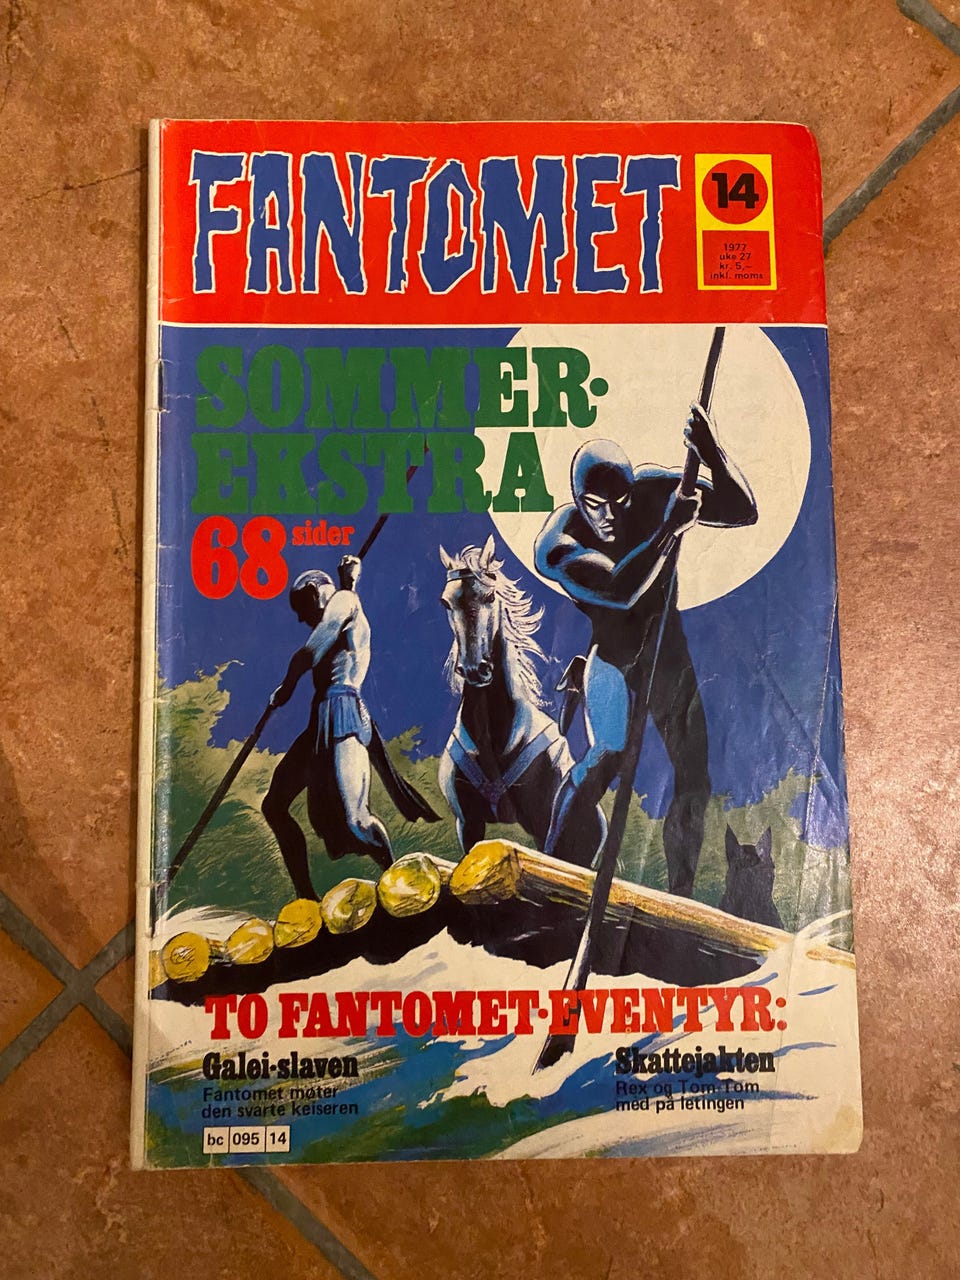 FANTOMET
14
1977
uke 27
kr. 5,-
inkl. moms
SOMMER-
EKSTRA
68 sider
TO FANTOMET-EVENTYR:
Galei-slaven
Fantomet møter
den svarte keiseren
Skattejakten
Rex og Tom-Tom
med på letingen
bc 095 14